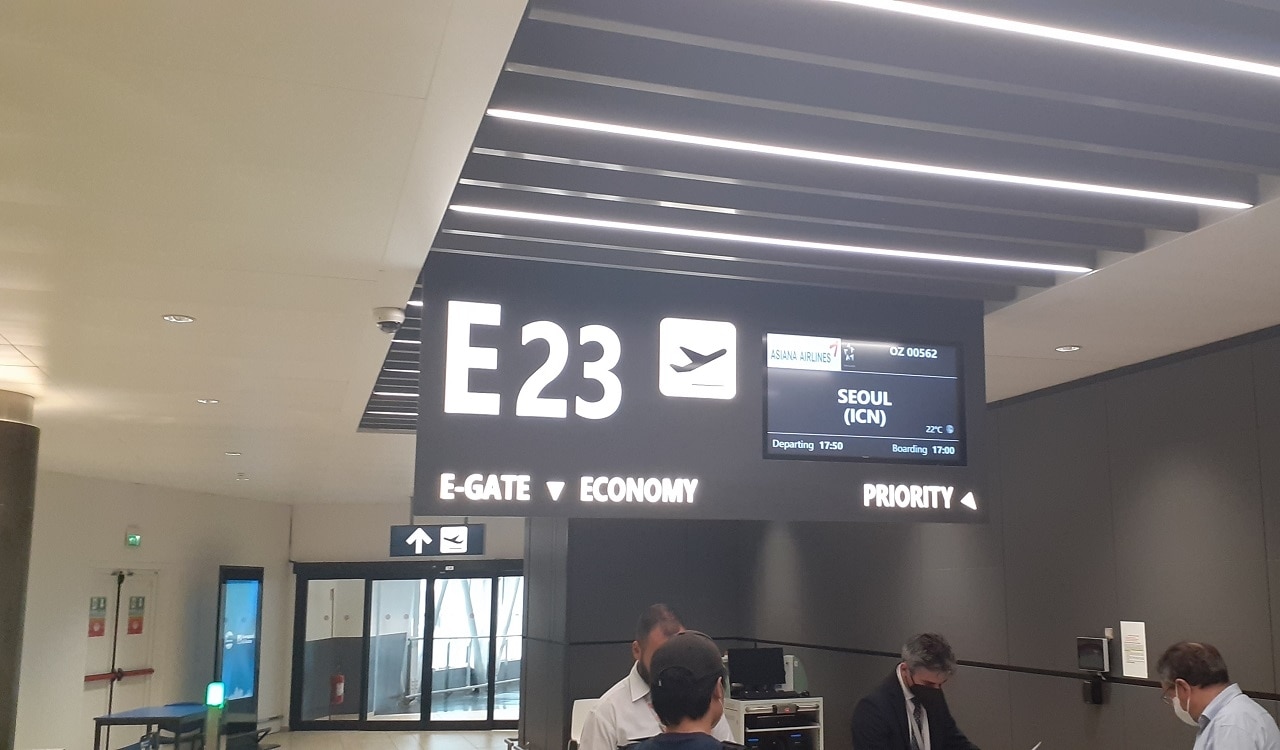 E23
ASIANA AIRLINES
OZ 00562
SEOUL
(ICN)
22°C
Departing 17:50
Boarding 17:00
E-GATE ▼ ECONOMY
PRIORITY ◀